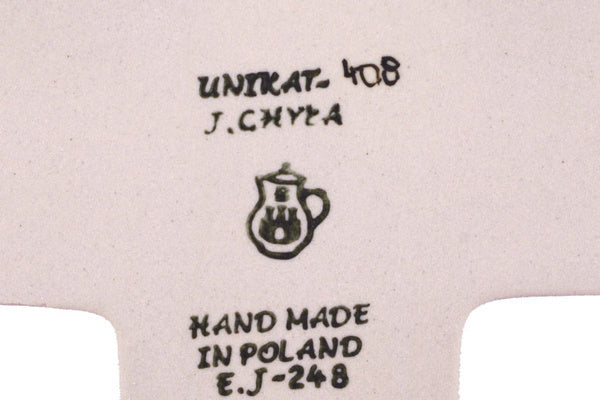 UNIKAT- 408
J. CHYŁA
HAND MADE
IN POLAND
E.J-248